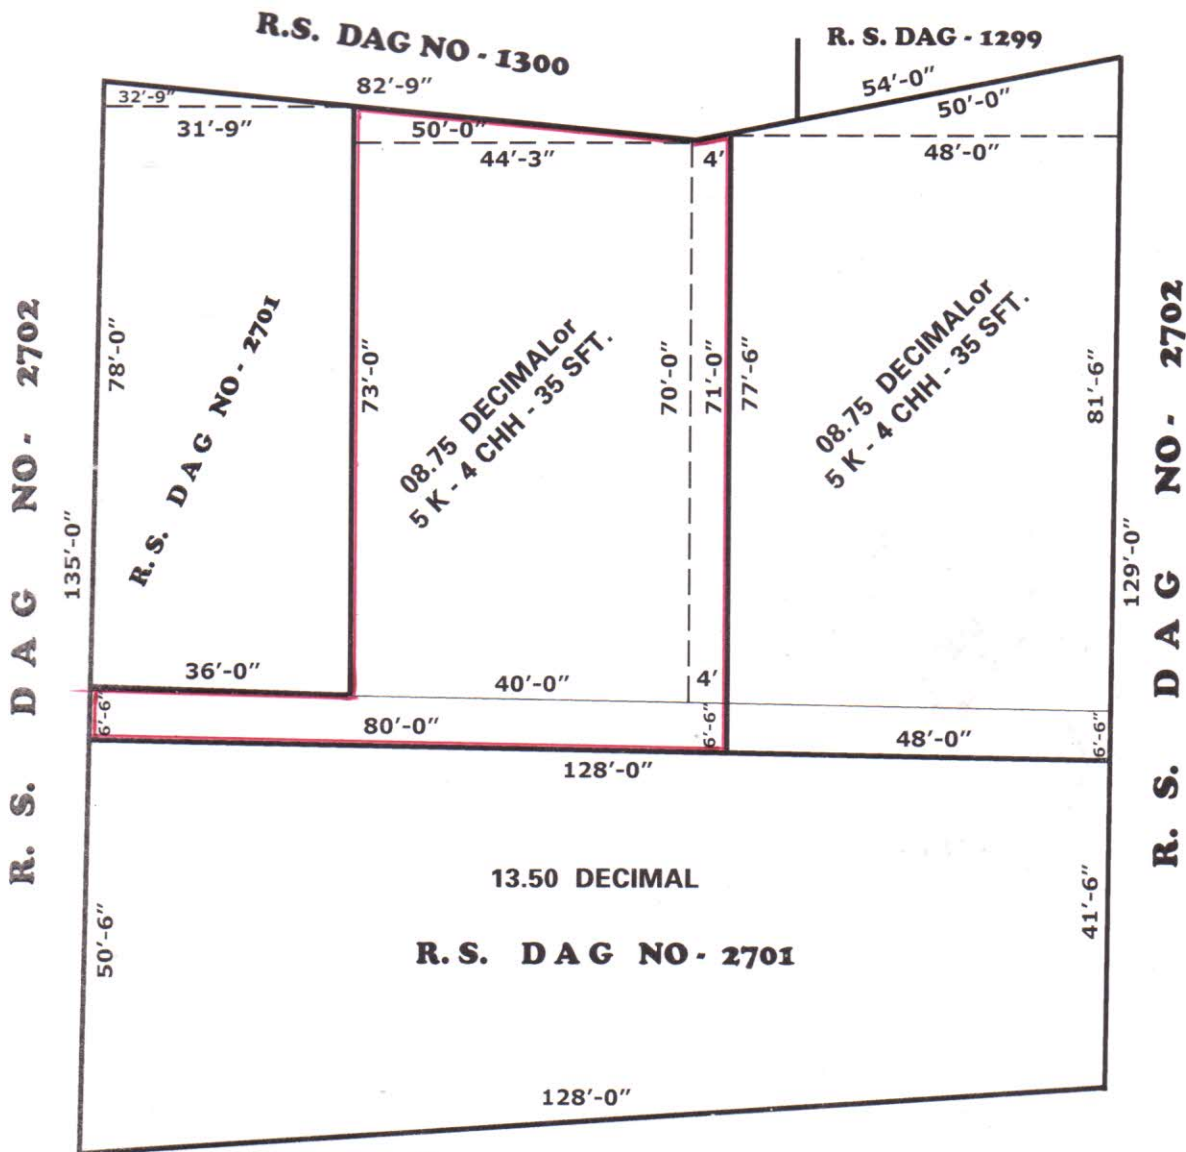 R.S. DAG NO - 1300
R. S. DAG - 1299
82'-9"
54'-0"
32'-9"
50'-0"
50'-0"
31'-9"
44'-3"
4'
48'-0"
R. S. DAG NO - 2702
78'-0"
R. S. DAG NO - 2701
73'-0"
08.75 DECIMALor
5 K - 4 CHH - 35 SFT.
70'-0"
71'-0"
77'-6"
08.75 DECIMALor
5 K - 4 CHH - 35 SFT.
81'-6"
R. S. DAG NO - 2702
135'-0"
129'-0"
36'-0"
40'-0"
4'
6'-6"
80'-0"
6'-6"
48'-0"
6'-6"
128'-0"
13.50 DECIMAL
50'-6"
R.S. DAG NO - 2701
41'-6"
128'-0"